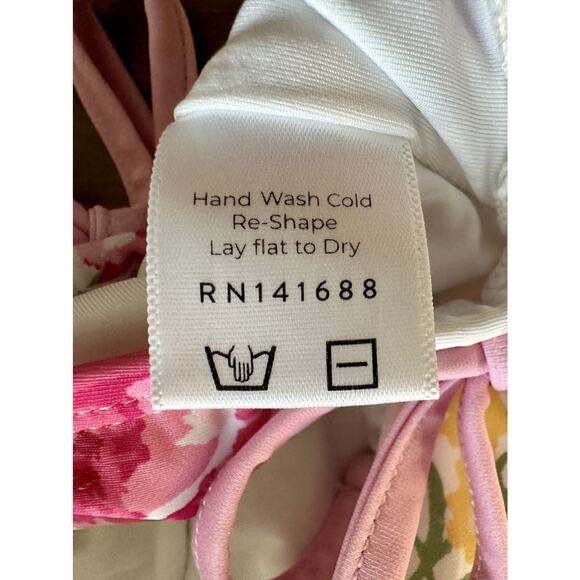 Hand Wash Cold
Re-Shape
Lay flat to Dry
RN141688